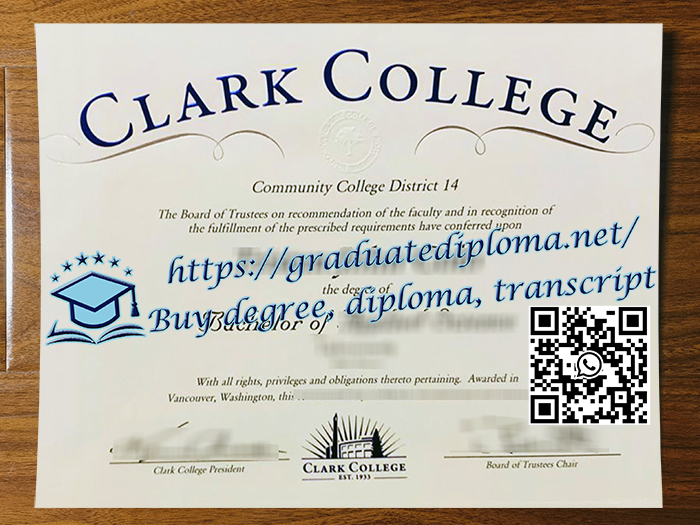 CLARK COLLEGE
Community College District 14
The Board of Trustees on recommendation of the faculty and in recognition of
the fulfillment of the prescribed requirements have conferred upon
https://graduatediploma.net/
the degree of
Buy degree, diploma, transcript
Bachelor of
With all rights, privileges and obligations thereto pertaining. Awarded in
Vancouver, Washington, this
CLARK COLLEGE
EST. 1933
Clark College President
Board of Trustees Chair